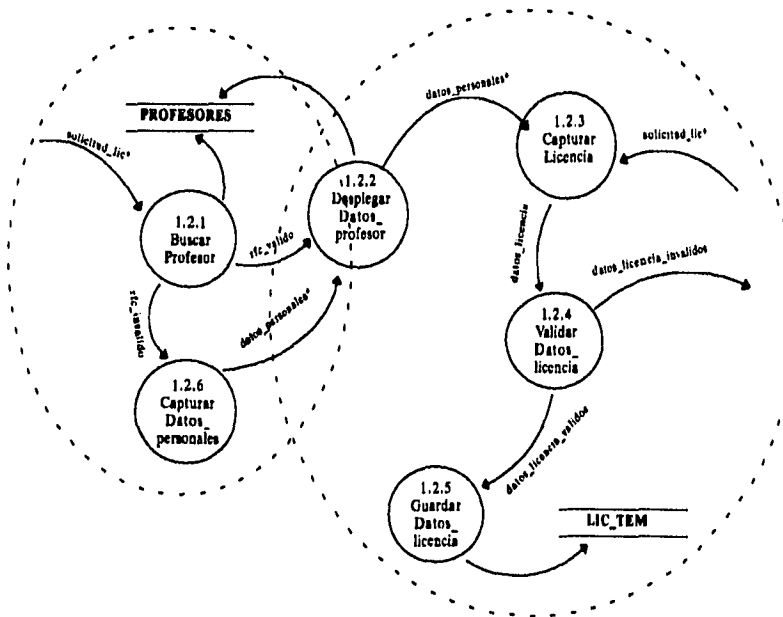 PROFESORES
solicitud_lic*
1.2.1
Buscar
Profesor
rfc_valido
rfc_invalido
1.2.6
Capturar
Datos_
personales
datos_personales*
1.2.2
Desplegar
Datos_
profesor
datos_personales*
1.2.3
Capturar
Licencia
solicitud_lic*
datos_licencia
1.2.4
Validar
Datos_
licencia
datos_licencia_invalidos
datos_licencia_validos
1.2.5
Guardar
Datos_
licencia
LIC_TEM